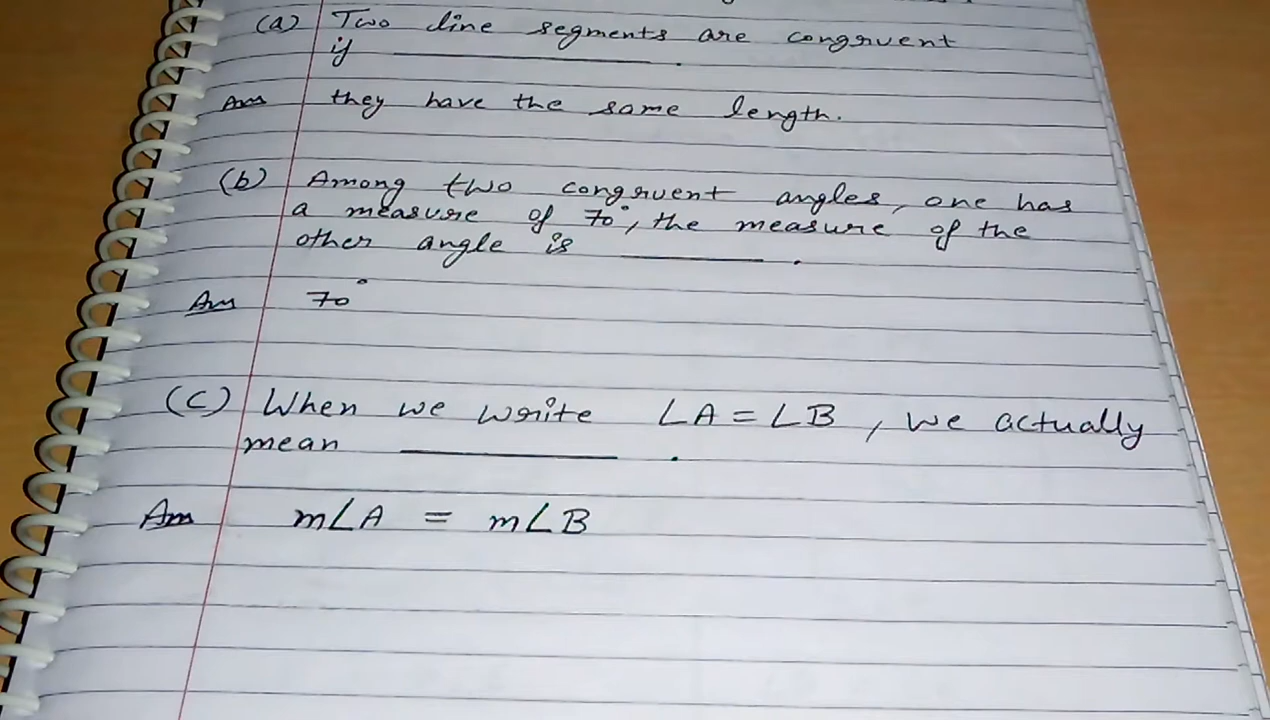 (a) Two line segments are congruent
if __________ .
Ans they have the same length.
(b) Among two congruent angles, one has
a measure of 70°, the measure of the
other angle is ______ .
Ans 70°
(c) When we write ∠A = ∠B, we actually
mean ________ .
Ans m∠A = m∠B